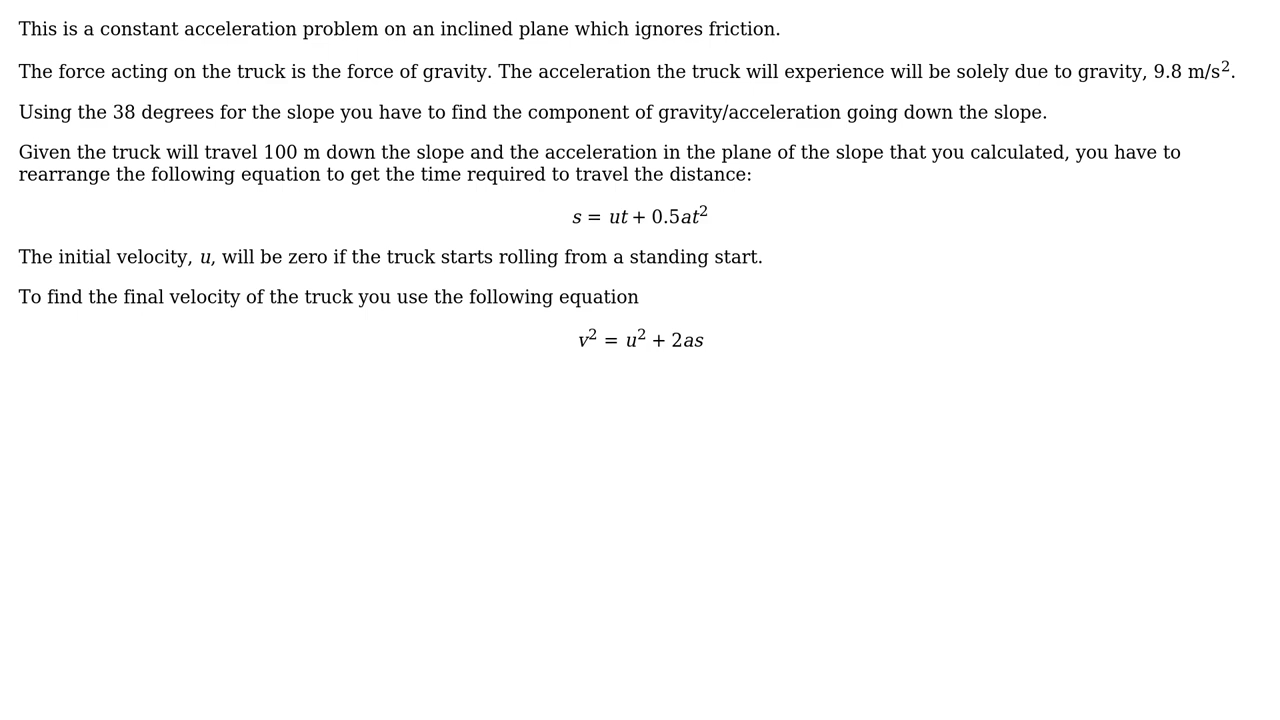 This is a constant acceleration problem on an inclined plane which ignores friction.
The force acting on the truck is the force of gravity. The acceleration the truck will experience will be solely due to gravity, 9.8 m/s².
Using the 38 degrees for the slope you have to find the component of gravity/acceleration going down the slope.
Given the truck will travel 100 m down the slope and the acceleration in the plane of the slope that you calculated, you have to
rearrange the following equation to get the time required to travel the distance:
s = ut + 0.5at²
The initial velocity, u, will be zero if the truck starts rolling from a standing start.
To find the final velocity of the truck you use the following equation
v² = u² + 2as